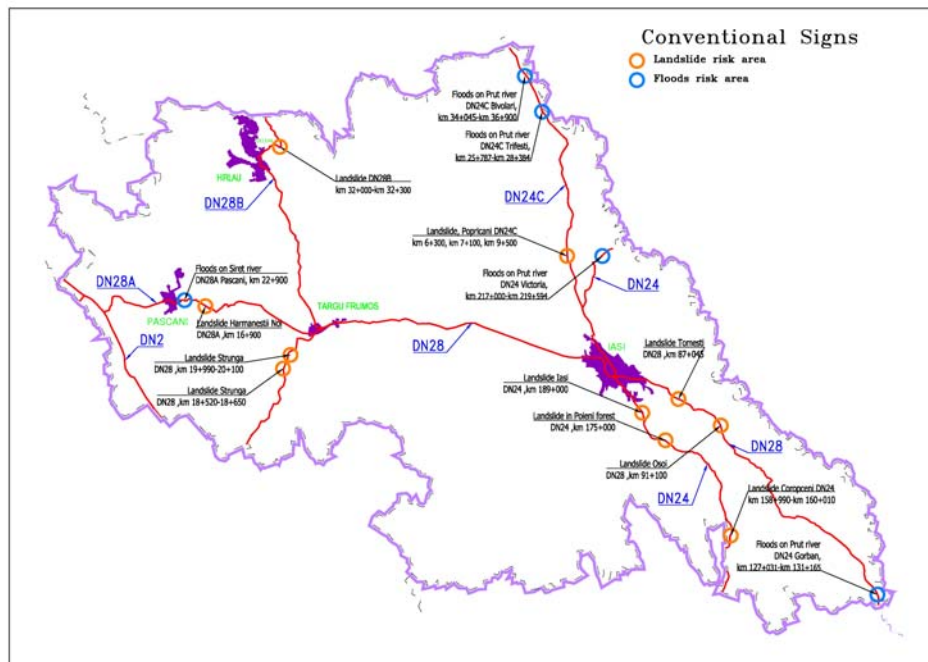 Conventional Signs
Landslide risk area
Floods risk area
Floods on Prut river
DN24C Bivolari,
km 34+045-km 36+900
Floods on Prut river
DN24C Trifesti,
km 25+787-km 28+384
HRLAU
Landslide DN28B
km 32+000-km 32+300
DN28B
DN24C
Landslide, Popricani DN24C
km 6+300, km 7+100, km 9+500
Floods on Siret river
DN28A Pascani, km 22+900
DN28A
Floods on Prut river
DN24 Victoria,
km 217+000-km 219+594
DN24
PASCANI
TARGU FRUMOS
Landslide Harmanestii Noi
DN28A ,km 16+900
DN2
DN28
IASI
Landslide Tomesti
DN28 ,km 87+045
Landslide Strunga
DN28 ,km 19+990-20+100
Landslide Strunga
DN28 ,km 18+520-18+650
Landslide Iasi
DN24 ,km 189+000
Landslide in Poieni forest
DN24 ,km 175+000
Landslide Osoi
DN28 ,km 91+100
DN28
DN24
Landslide Coropceni DN24
km 158+990-km 160+010
Floods on Prut river
DN24 Gorban,
km 127+031-km 131+165